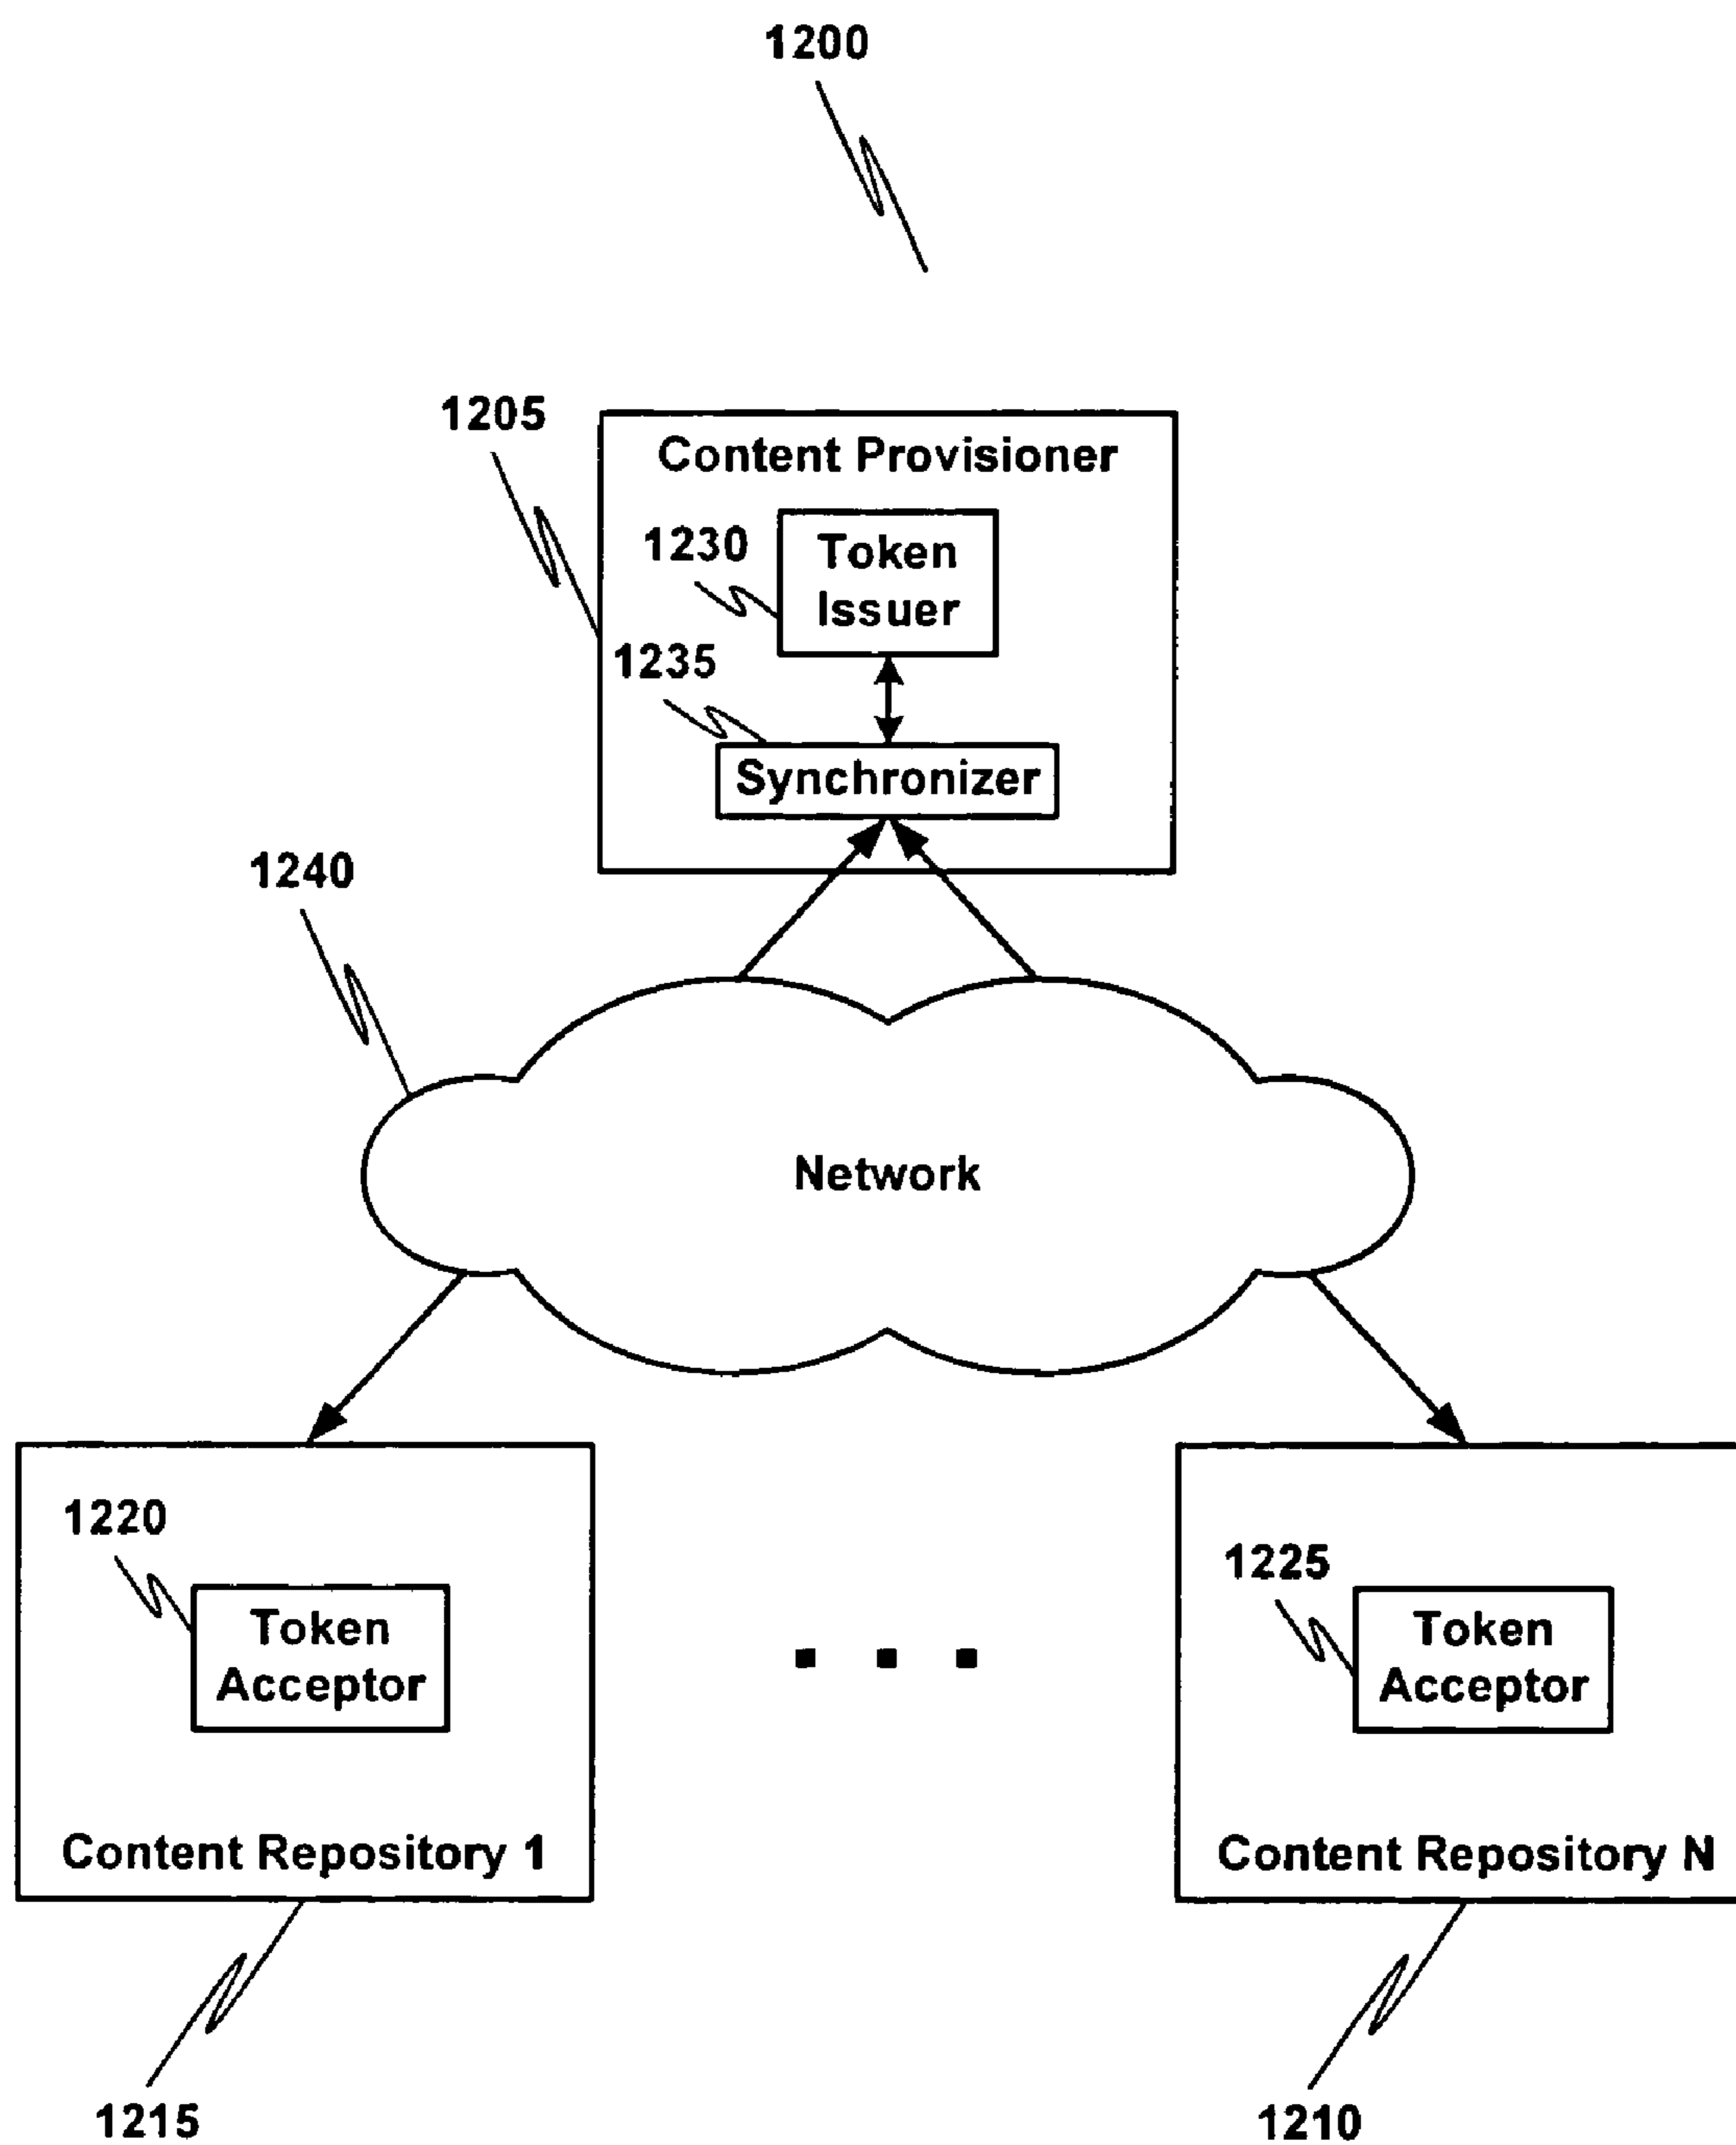 1200
1205
Content Provisioner
1230
Token
Issuer
1235
Synchronizer
1240
Network
1220
Token
Acceptor
1225
Token
Acceptor
Content Repository 1
Content Repository N
1215
1210